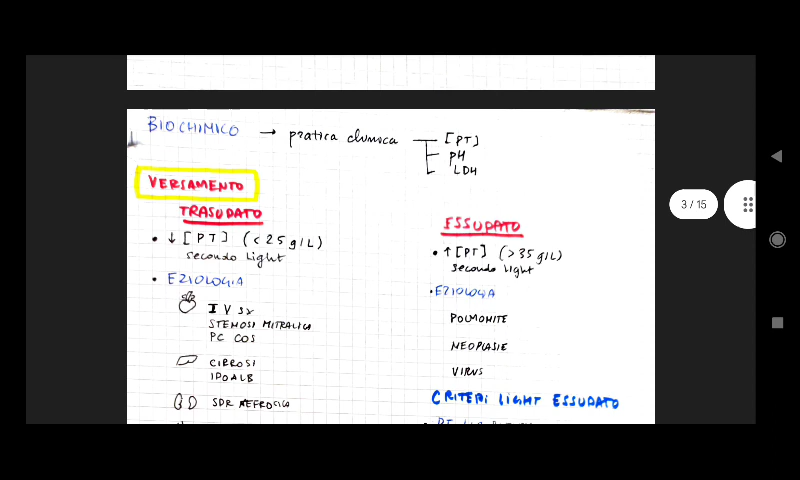 BIOCHIMICO → pratica clinica [PT]
pH
LDH
VERSAMENTO
TRASUDATO
• ↓ [PT] (<25 g/L)
secondo light
• EZIOLOGIA
IV sx
STENOSI MITRALICA
PC COS
CIRROSI
IPOALB
SDR NEFROSICA
ESSUDATO
• ↑ [PT] (>35 g/L)
secondo light
• EZIOLOGIA
POLMONITE
NEOPLASIE
VIRUS
CRITERI LIGHT ESSUDATO
3 / 15